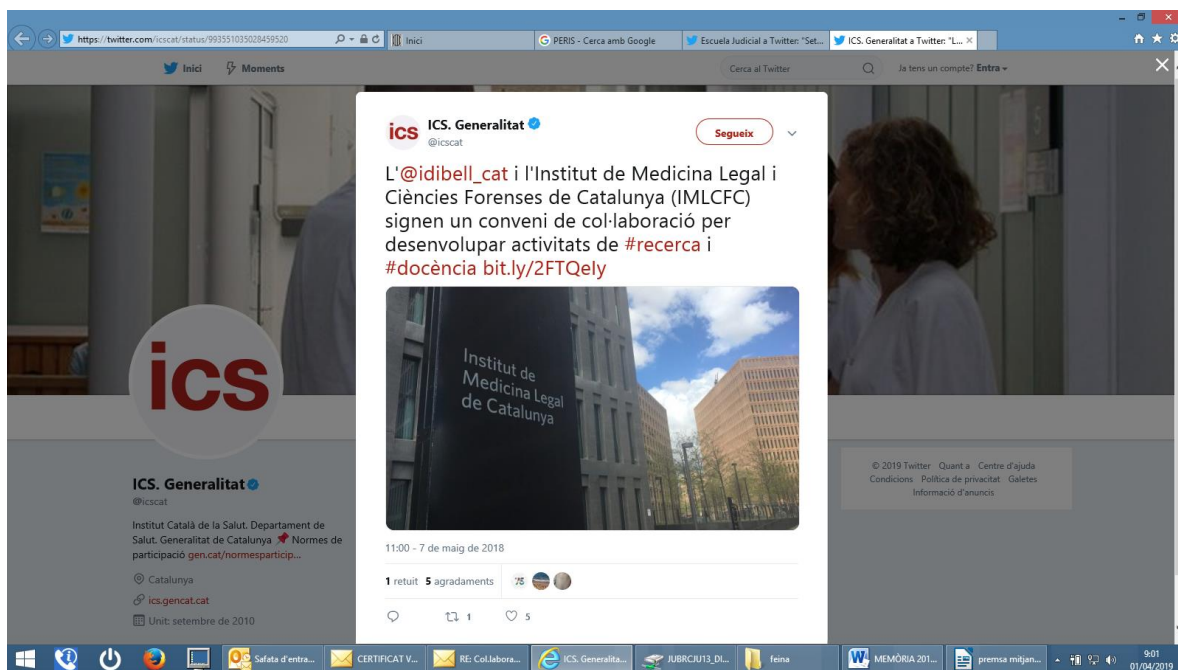 https://twitter.com/icscat/status/993551035028459520
Inici
PERIS - Cerca amb Google
Escuela Judicial a Twitter: "Set...
ICS. Generalitat a Twitter: "L...
Inici
Moments
Cerca al Twitter
Ja tens un compte? Entra
ics
ICS. Generalitat
@icscat
Segueix
L'@idibell_cat i l'Institut de Medicina Legal i
Ciències Forenses de Catalunya (IMLCFC)
signen un conveni de col·laboració per
desenvolupar activitats de #recerca i
#docència bit.ly/2FTQeIy
Institut de
Medicina Legal
de Catalunya
11:00 - 7 de maig de 2018
1 retuit 5 agradaments
1
5
ics
ICS. Generalitat
@icscat
Institut Català de la Salut. Departament de
Salut. Generalitat de Catalunya 📌 Normes de
participació gen.cat/normesparticip...
Catalunya
ics.gencat.cat
Unit: setembre de 2010
© 2019 Twitter Quant a Centre d'ajuda
Condicions Política de privacitat Galetes
Informació d'anuncis
Safata d'entra...
CERTIFICAT V...
RE: Col.labora...
ICS. Generalita...
JUBRCJU13_DI...
feina
MEMÒRIA 201...
premsa mitjan...
9:01
01/04/2019